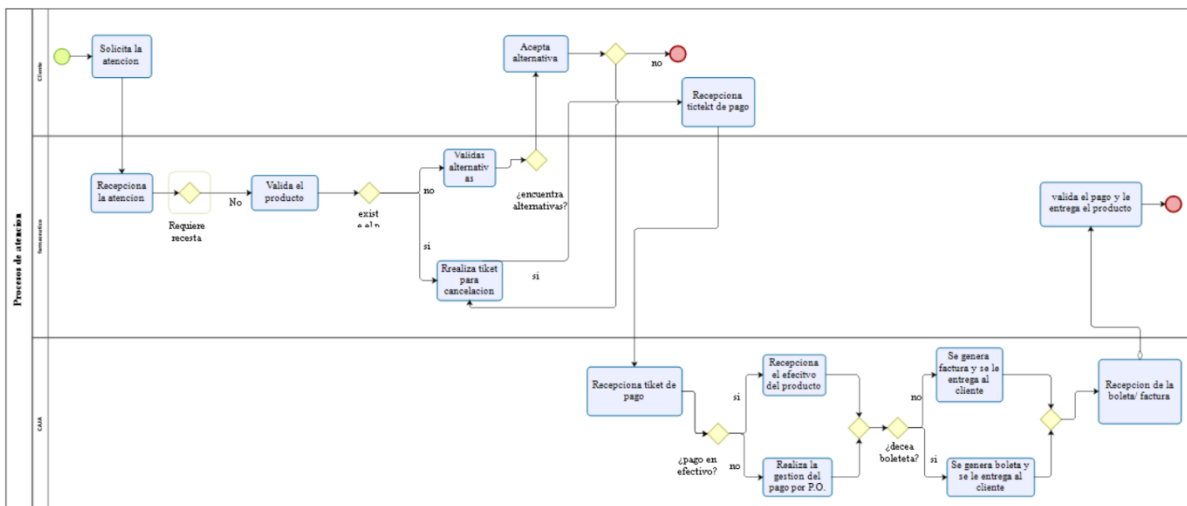 Procesos de atencion
Cliente
Solicita la
atencion
Acepta
alternativa
no
Recepciona
tictekt de pago
Recepciona
la atencion
Requiere
recesta
No
Valida el
producto
exist
no
si
Validas
alternativ
as
¿encuentra
alternativas?
Rrealiza tiket
para
cancelacion
si
valida el pago y le
entrega el producto
CAJA
Recepciona tiket de
pago
¿pago en
efectivo?
si
no
Recepciona
el efecitvo
del producto
Realiza la
gestion del
pago por P.O.
¿decea
boleteta?
no
si
Se genera
factura y se le
entrega al
cliente
Se genera boleta y
se le entrega al
cliente
Recepcion de la
boleta/ factura